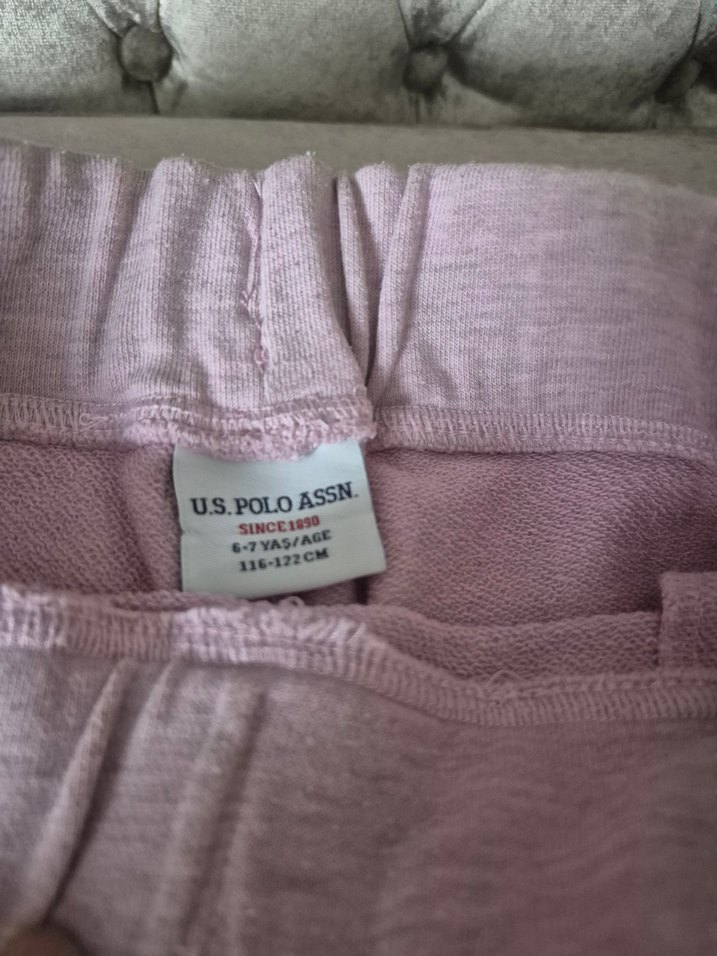 U.S. POLO ASSN.
SINCE 1890
6-7 YAŞ/AGE
116-122 CM